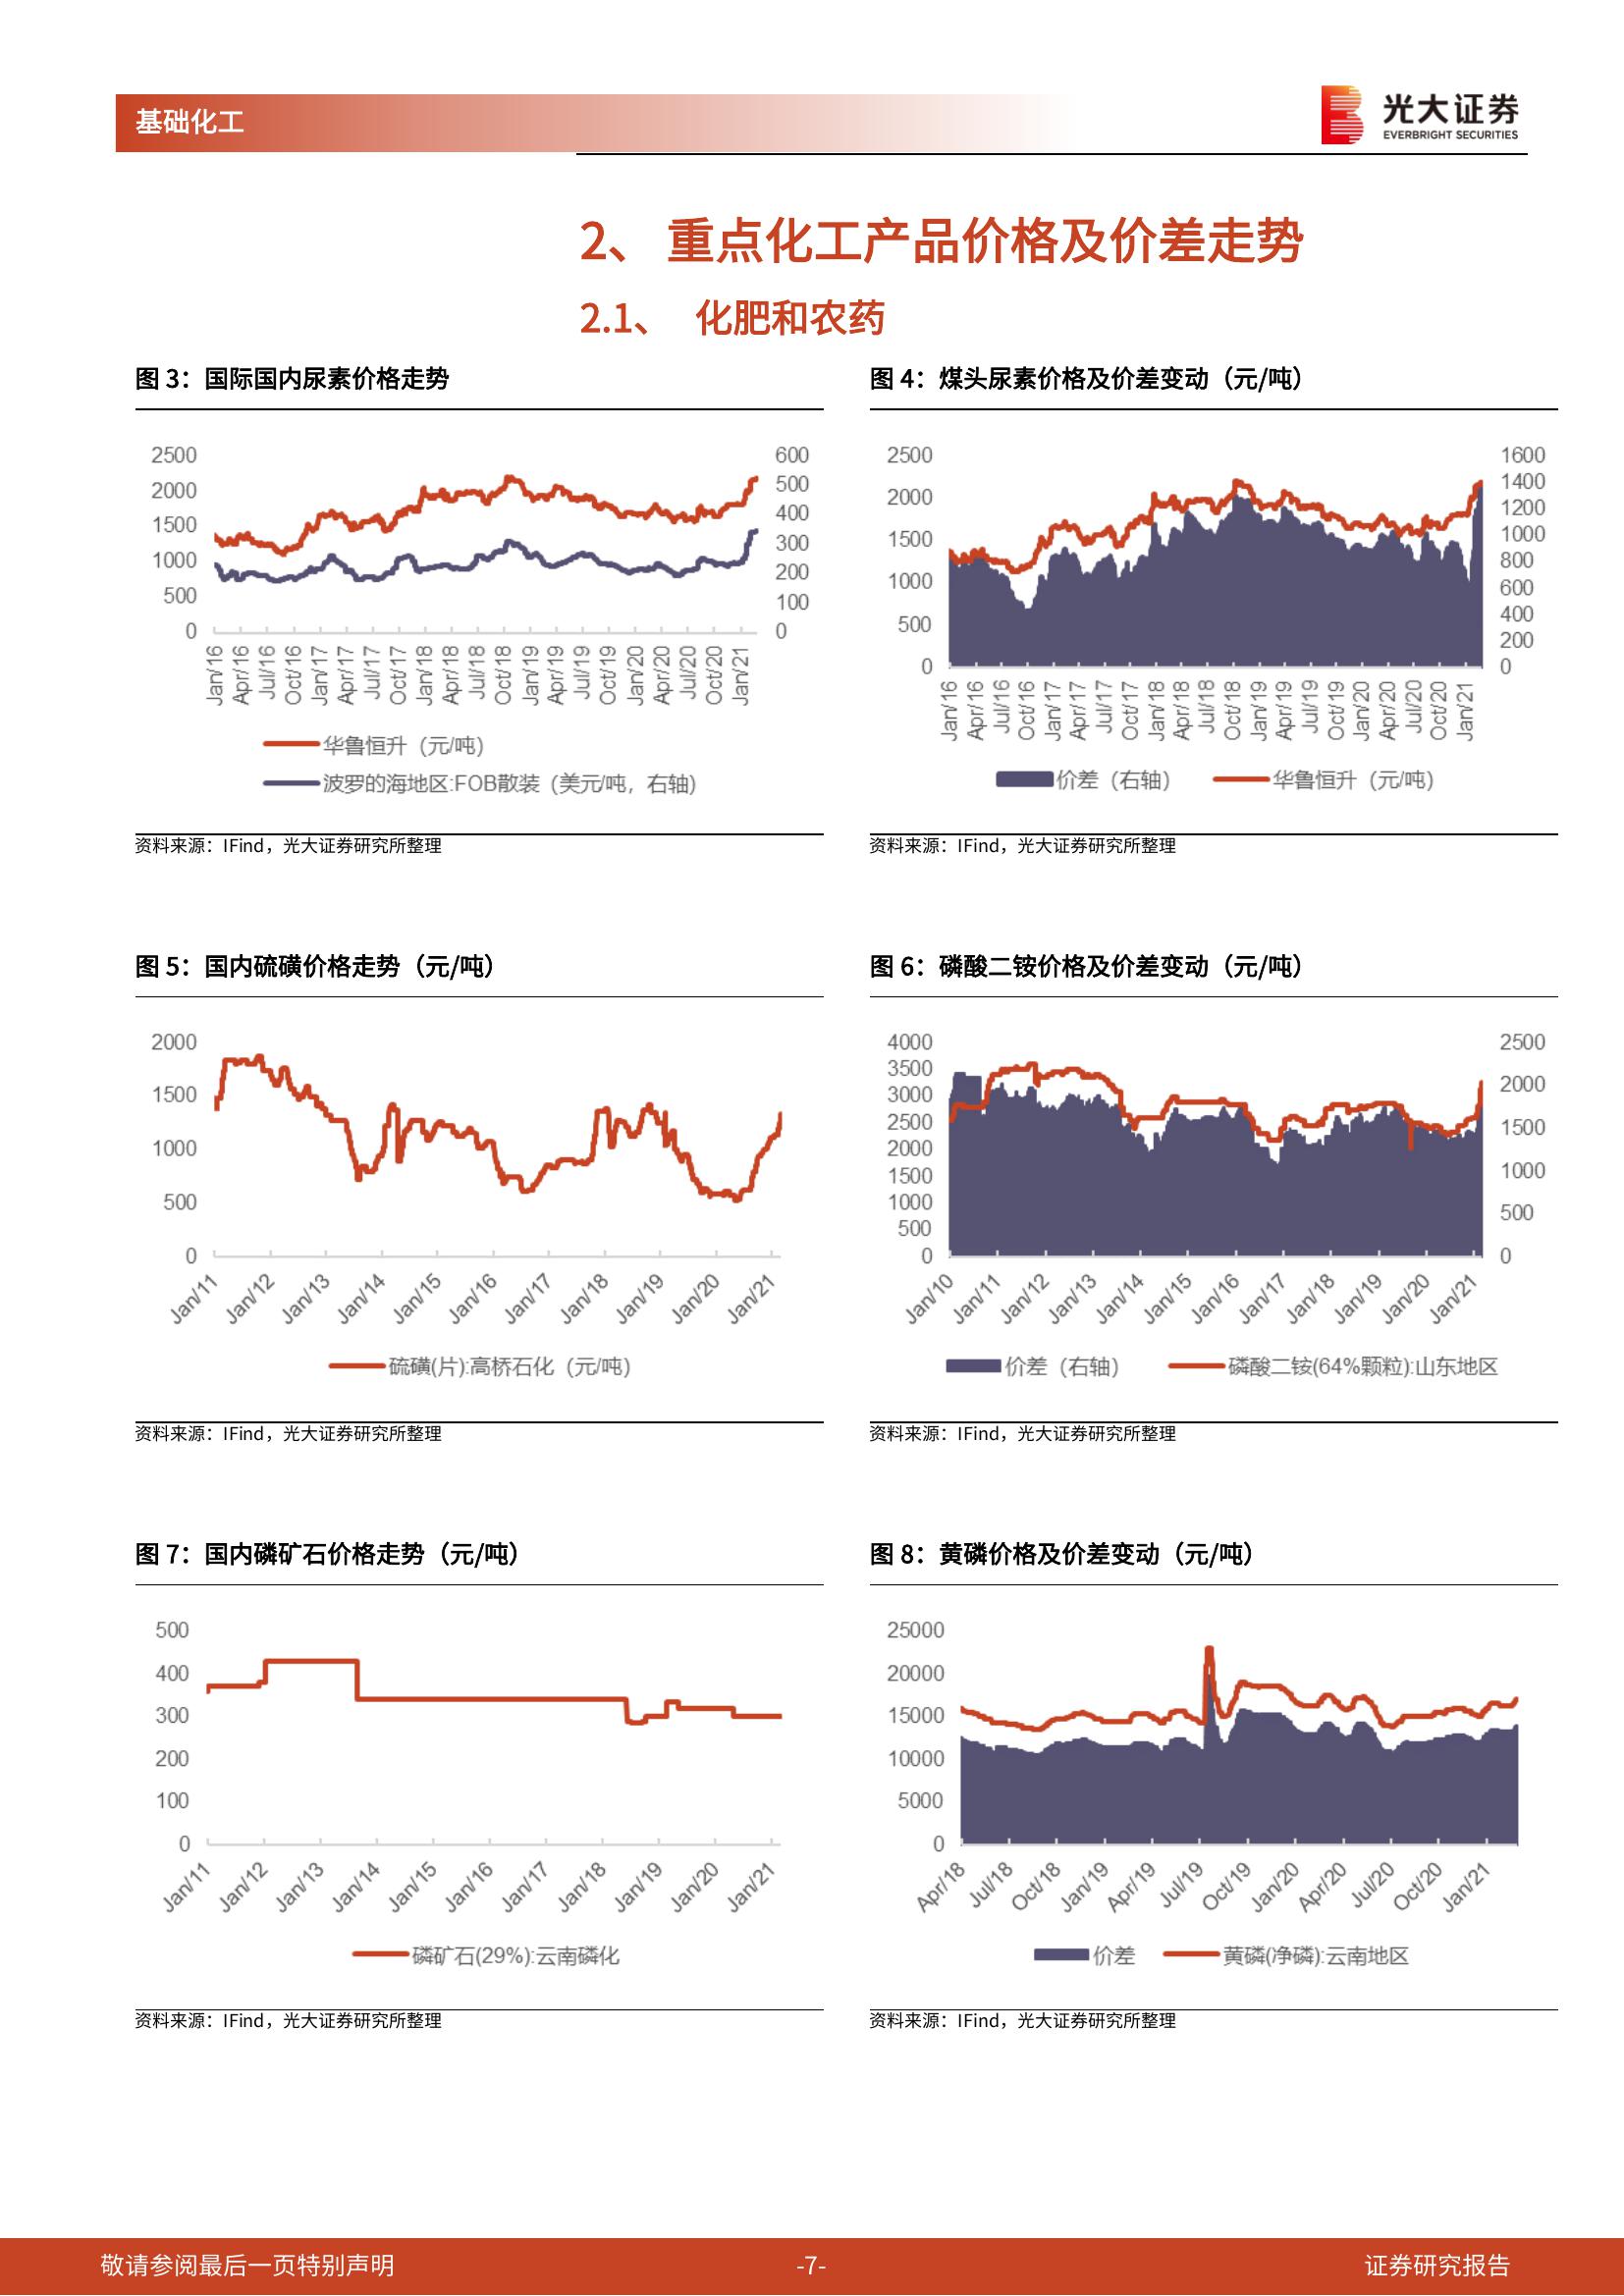 基础化工
光大证券
EVERBRIGHT SECURITIES
2、 重点化工产品价格及价差走势
2.1、 化肥和农药
图 3：国际国内尿素价格走势
2500
2000
1500
1000
500
0
600
500
400
300
200
100
0
Jan/16
Apr/16
Jul/16
Oct/16
Jan/17
Apr/17
Jul/17
Oct/17
Jan/18
Apr/18
Jul/18
Oct/18
Jan/19
Apr/19
Jul/19
Oct/19
Jan/20
Apr/20
Jul/20
Oct/20
Jan/21
华鲁恒升（元/吨）
波罗的海地区:FOB散装（美元/吨，右轴）
资料来源：IFind，光大证券研究所整理
图 4：煤头尿素价格及价差变动（元/吨）
2500
2000
1500
1000
500
0
1600
1400
1200
1000
800
600
400
200
0
Jan/16
Apr/16
Jul/16
Oct/16
Jan/17
Apr/17
Jul/17
Oct/17
Jan/18
Apr/18
Jul/18
Oct/18
Jan/19
Apr/19
Jul/19
Oct/19
Jan/20
Apr/20
Jul/20
Oct/20
Jan/21
价差（右轴）
华鲁恒升（元/吨）
资料来源：IFind，光大证券研究所整理
图 5：国内硫磺价格走势（元/吨）
2000
1500
1000
500
0
Jan/11
Jan/12
Jan/13
Jan/14
Jan/15
Jan/16
Jan/17
Jan/18
Jan/19
Jan/20
Jan/21
硫磺(片):高桥石化（元/吨）
资料来源：IFind，光大证券研究所整理
图 6：磷酸二铵价格及价差变动（元/吨）
4000
3500
3000
2500
2000
1500
1000
500
0
2500
2000
1500
1000
500
0
Jan/10
Jan/11
Jan/12
Jan/13
Jan/14
Jan/15
Jan/16
Jan/17
Jan/18
Jan/19
Jan/20
Jan/21
价差（右轴）
磷酸二铵(64%颗粒):山东地区
资料来源：IFind，光大证券研究所整理
图 7：国内磷矿石价格走势（元/吨）
500
400
300
200
100
0
Jan/11
Jan/12
Jan/13
Jan/14
Jan/15
Jan/16
Jan/17
Jan/18
Jan/19
Jan/20
Jan/21
磷矿石(29%):云南磷化
资料来源：IFind，光大证券研究所整理
图 8：黄磷价格及价差变动（元/吨）
25000
20000
15000
10000
5000
0
Apr/18
Jul/18
Oct/18
Jan/19
Apr/19
Jul/19
Oct/19
Jan/20
Apr/20
Jul/20
Oct/20
Jan/21
价差
黄磷(净磷):云南地区
资料来源：IFind，光大证券研究所整理
敬请参阅最后一页特别声明
-7-
证券研究报告